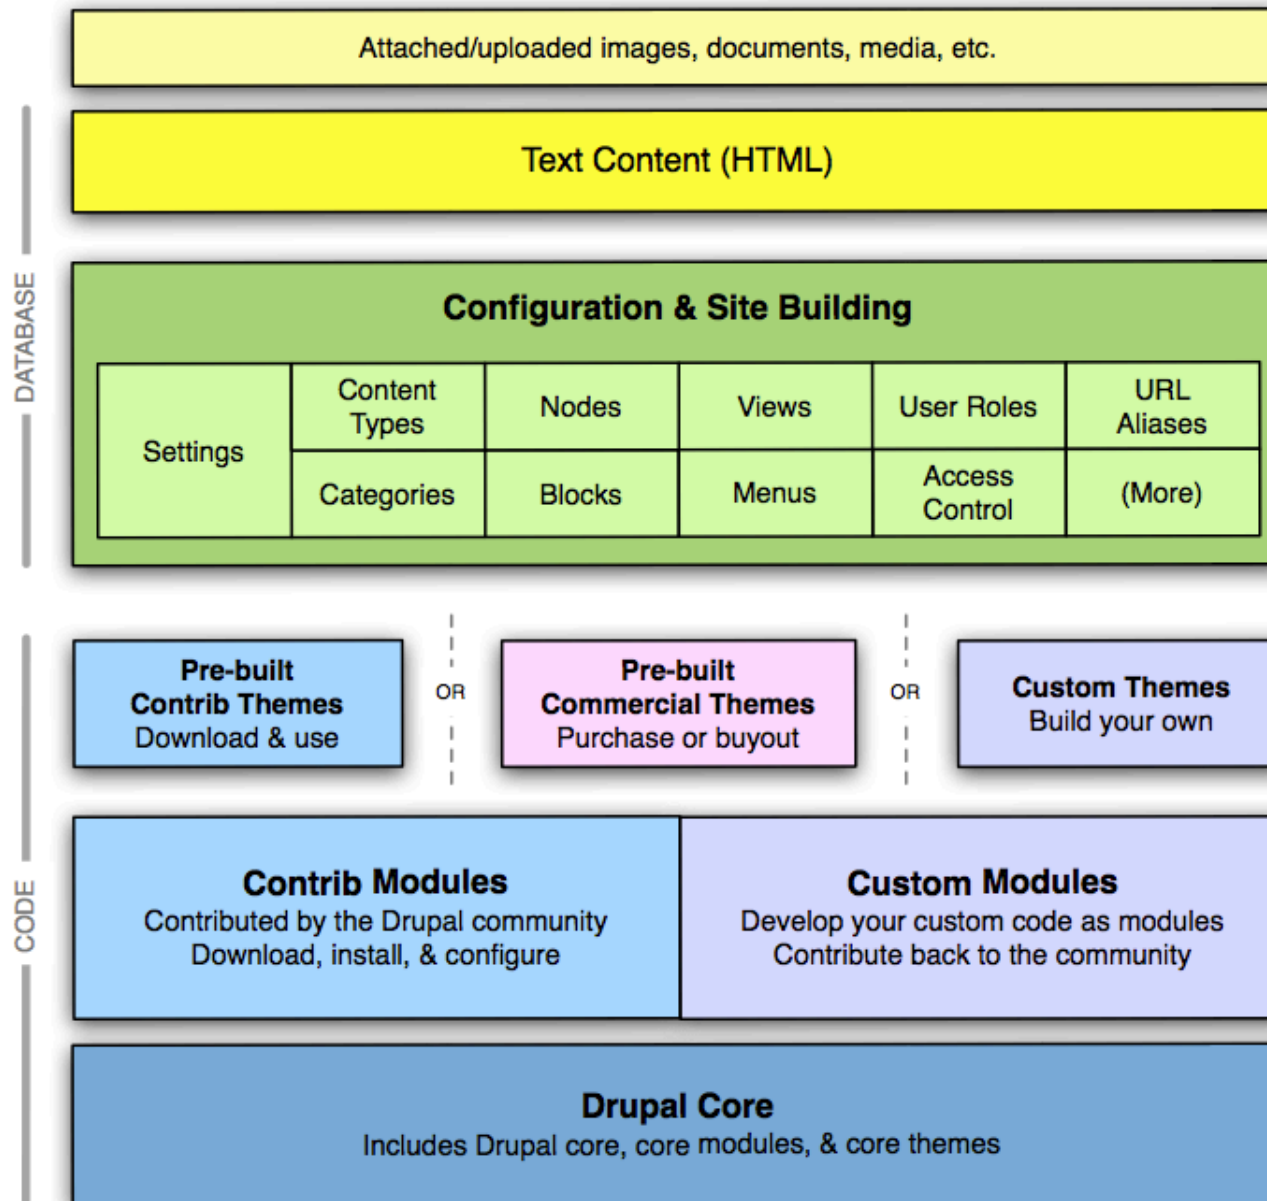 Attached/uploaded images, documents, media, etc.
Text Content (HTML)
DATABASE
Configuration & Site Building
Settings
Content
Types
Nodes
Views
User Roles
URL
Aliases
Categories
Blocks
Menus
Access
Control
(More)
Pre-built
Contrib Themes
Download & use
OR
Pre-built
Commercial Themes
Purchase or buyout
OR
Custom Themes
Build your own
CODE
Contrib Modules
Contributed by the Drupal community
Download, install, & configure
Custom Modules
Develop your custom code as modules
Contribute back to the community
Drupal Core
Includes Drupal core, core modules, & core themes